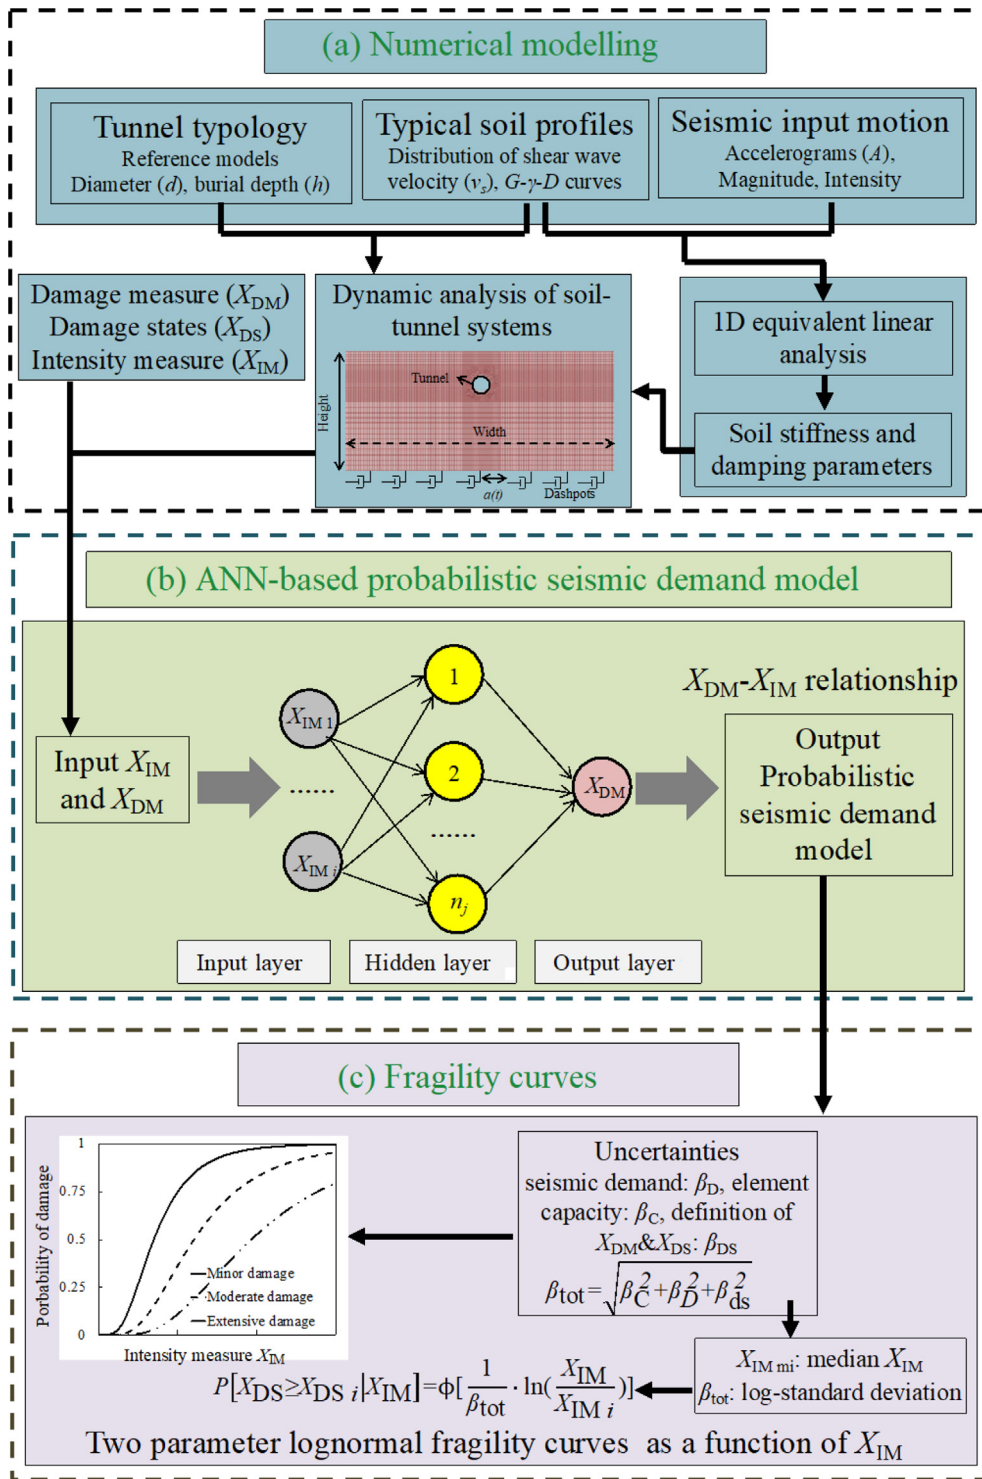 (a) Numerical modelling
Tunnel typology
Reference models
Diameter (d), burial depth (h)
Typical soil profiles
Distribution of shear wave
velocity (vs), G-γ-D curves
Seismic input motion
Accelerograms (A),
Magnitude, Intensity
Damage measure (XDM)
Damage states (XDS)
Intensity measure (XIM)
Dynamic analysis of soil-
tunnel systems
Tunnel
Height
Width
a(t)
Dashpots
1D equivalent linear
analysis
Soil stiffness and
damping parameters
(b) ANN-based probabilistic seismic demand model
Input XIM
and XDM
XIM 1
......
XIM i
1
2
......
nj
XDM
XDM-XIM relationship
Output
Probabilistic
seismic demand
model
Input layer
Hidden layer
Output layer
(c) Fragility curves
Porbability of damage
1
0.75
0.5
0.25
0
Minor damage
Moderate damage
Extensive damage
Intensity measure XIM
Uncertainties
seismic demand: βD, element
capacity: βC, definition of
XDM&XDS: βDS
βtot=√βC²+βD²+βds²
XIM mi: median XIM
βtot: log-standard deviation
P[XDS≥XDS i|XIM]=ϕ[1/βtot · ln(XIM/XIM i)]
Two parameter lognormal fragility curves as a function of XIM